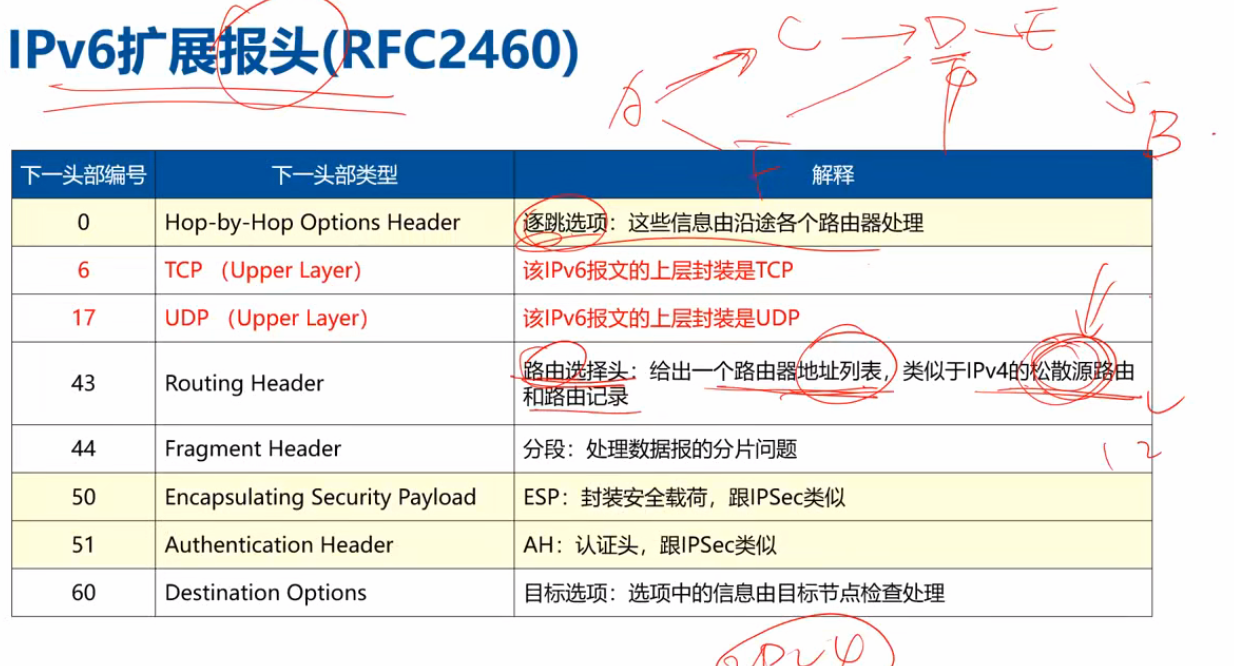 IPv6扩展报头(RFC2460)
C D E
A
B
F
下一头部编号 下一头部类型 解释
0 Hop-by-Hop Options Header 逐跳选项：这些信息由沿途各个路由器处理
6 TCP （Upper Layer） 该IPv6报文的上层封装是TCP
17 UDP （Upper Layer） 该IPv6报文的上层封装是UDP
43 Routing Header 路由选择头：给出一个路由器地址列表，类似于IPv4的松散源路由
和路由记录
44 Fragment Header 分段：处理数据报的分片问题
1 2
50 Encapsulating Security Payload ESP：封装安全载荷，跟IPSec类似
51 Authentication Header AH：认证头，跟IPSec类似
60 Destination Options 目标选项：选项中的信息由目标节点检查处理